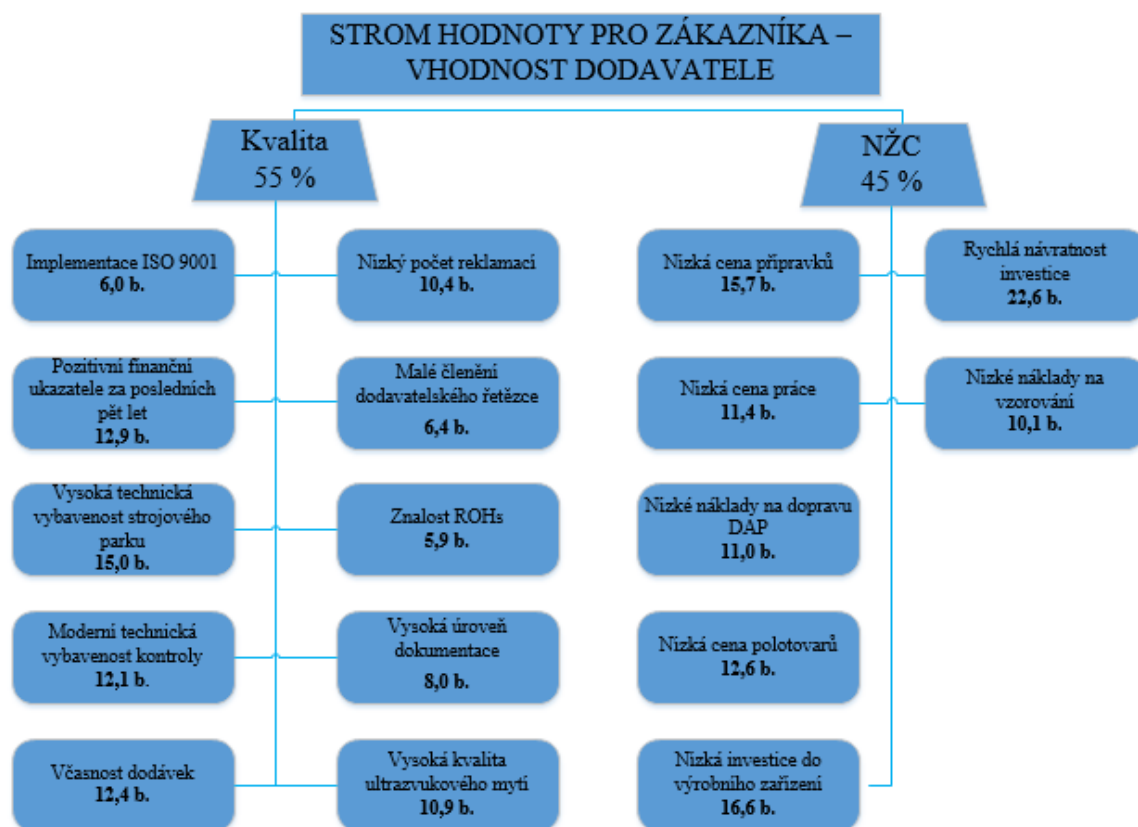 STROM HODNOTY PRO ZÁKAZNÍKA –
VHODNOST DODAVATELE
Kvalita
55 %
NŽC
45 %
Implementace ISO 9001
6,0 b.
Nízký počet reklamací
10,4 b.
Nízká cena přípravků
15,7 b.
Rychlá návratnost
investice
22,6 b.
Pozitivní finanční
ukazatele za posledních
pět let
12,9 b.
Malé členění
dodavatelského řetězce
6,4 b.
Nízká cena práce
11,4 b.
Nízké náklady na
vzorování
10,1 b.
Vysoká technická
vybavenost strojového
parku
15,0 b.
Znalost ROHs
5,9 b.
Nízké náklady na dopravu
DAP
11,0 b.
Moderní technická
vybavenost kontroly
12,1 b.
Vysoká úroveň
dokumentace
8,0 b.
Nízká cena polotovarů
12,6 b.
Včasnost dodávek
12,4 b.
Vysoká kvalita
ultrazvukového mytí
10,9 b.
Nízká investice do
výrobního zařízení
16,6 b.